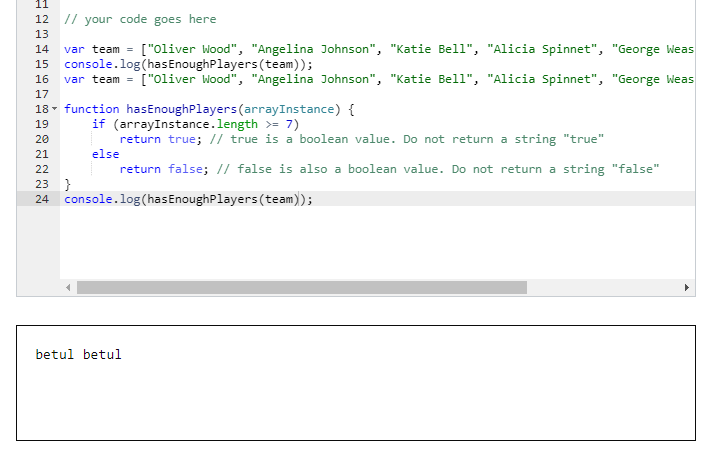 11
12 // your code goes here
13
14 var team = ["Oliver Wood", "Angelina Johnson", "Katie Bell", "Alicia Spinnet", "George Weas
15 console.log(hasEnoughPlayers(team));
16 var team = ["Oliver Wood", "Angelina Johnson", "Katie Bell", "Alicia Spinnet", "George Weas
17
18 function hasEnoughPlayers(arrayInstance) {
19 if (arrayInstance.length >= 7)
20 return true; // true is a boolean value. Do not return a string "true"
21 else
22 return false; // false is also a boolean value. Do not return a string "false"
23 }
24 console.log(hasEnoughPlayers(team));
betul betul